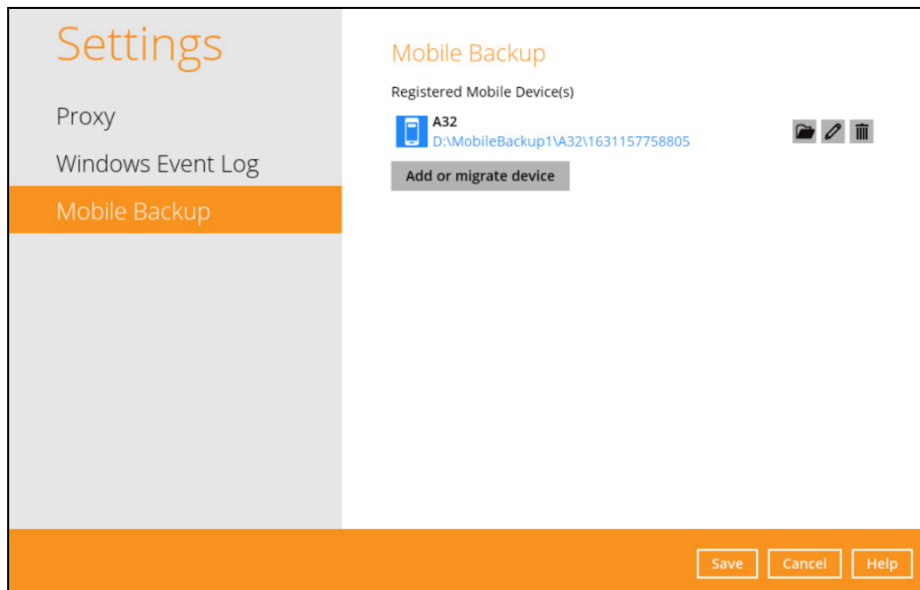 Settings
Proxy
Windows Event Log
Mobile Backup
Mobile Backup
Registered Mobile Device(s)
A32
D:\MobileBackup1\A32\1631157758805
Add or migrate device
Save
Cancel
Help